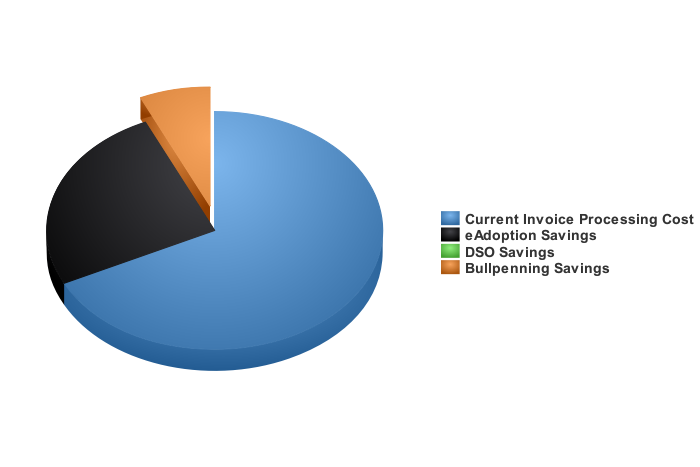 Current Invoice Processing Cost
eAdoption Savings
DSO Savings
Bullpenning Savings